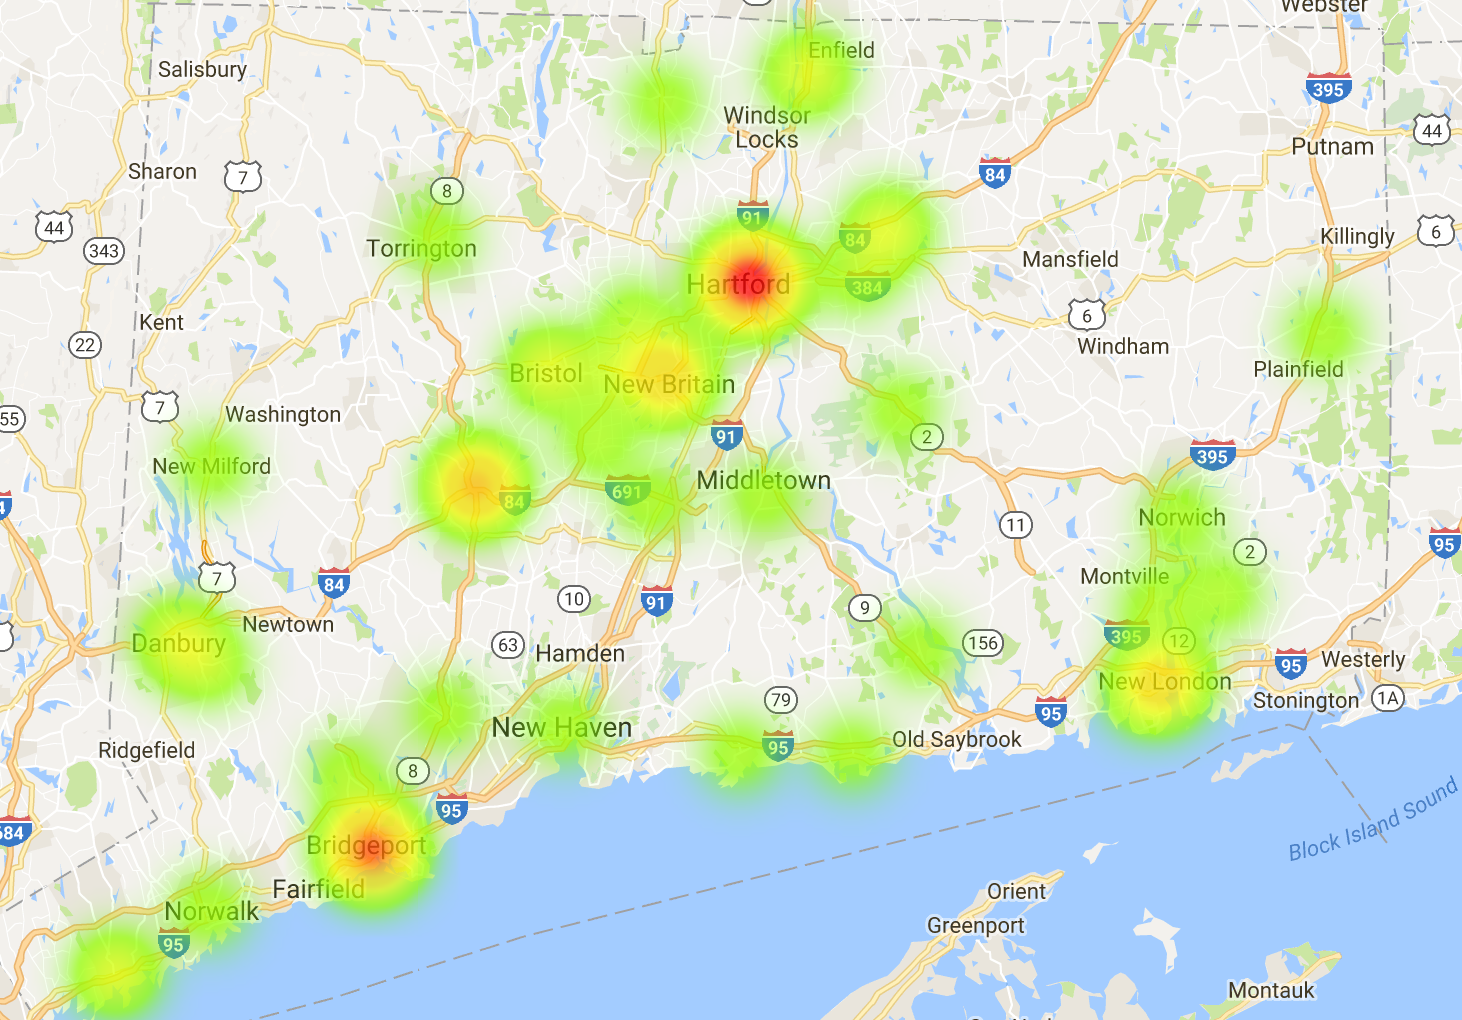 Webster
Enfield
Salisbury
395
Windsor
Locks
44
Putnam
Sharon
7
84
8
91
44
6
343
84
Killingly
Torrington
Mansfield
Hartford
384
6
Kent
22
Windham
Plainfield
Bristol
New Britain
7
Washington
55
91
2
395
New Milford
Middletown
691
84
Norwich
11
95
2
7
84
Montville
10
91
9
Newtown
Danbury
63
Hamden
156
395
12
95
Westerly
New London
Stonington
1A
79
95
New Haven
95
Old Saybrook
Ridgefield
8
95
684
Block Island Sound
Bridgeport
Fairfield
Orient
Norwalk
Greenport
95
Montauk